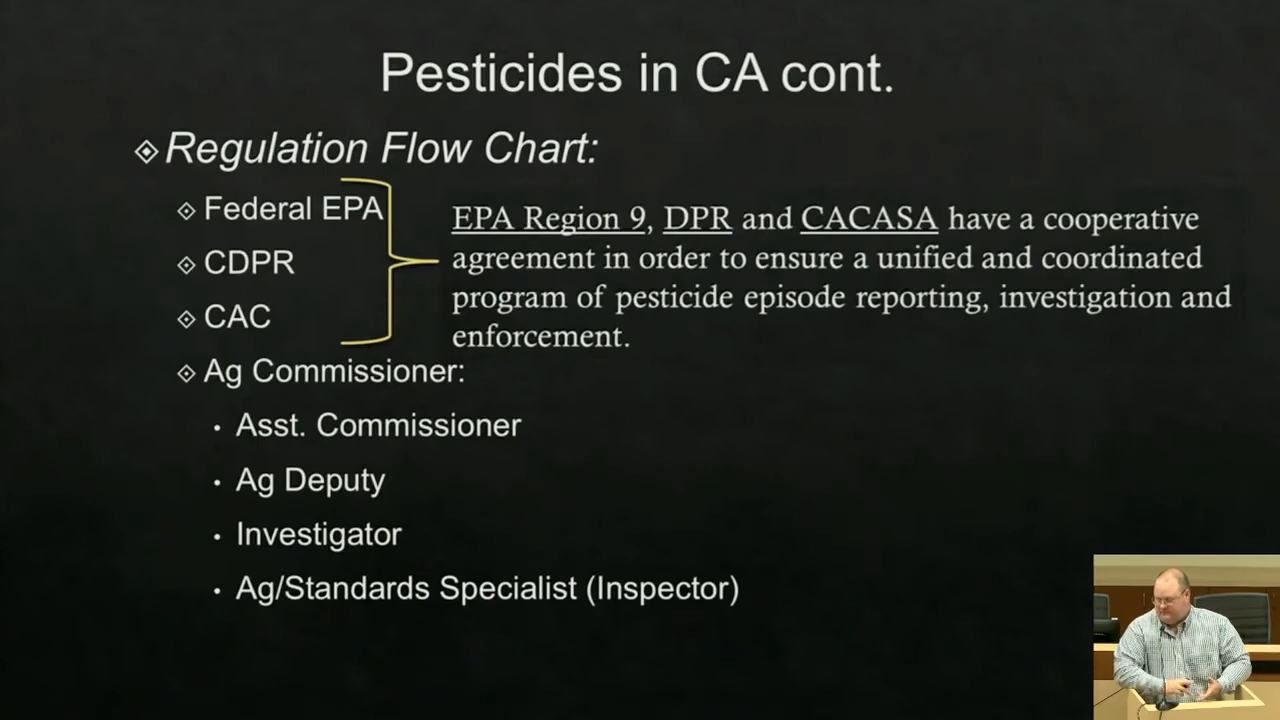 Pesticides in CA cont.
Regulation Flow Chart:
Federal EPA
CDPR
CAC
EPA Region 9, DPR and CACASA have a cooperative
agreement in order to ensure a unified and coordinated
program of pesticide episode reporting, investigation and
enforcement.
Ag Commissioner:
Asst. Commissioner
Ag Deputy
Investigator
Ag/Standards Specialist (Inspector)